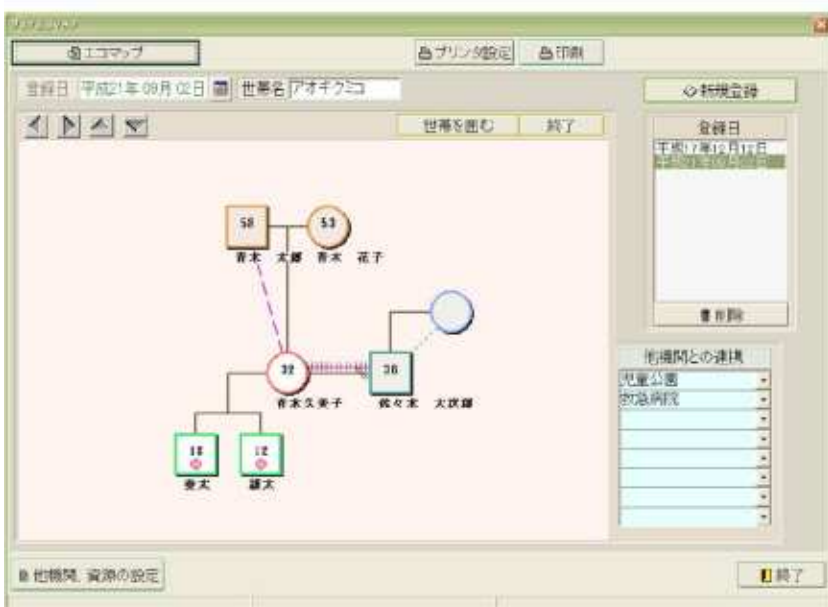 エコマップ
プリンタ設定
印刷
登録日 平成21年09月02日 世帯名 アオキクミコ
新規登録
世帯を囲む 終了
登録日
平成17年12月12日
58
53
青木 太郎 青木 花子
削除
32
他機関との連携
児童公園
救急病院
青木久美子 佐々木 大次郎
12
他機関、資源の設定
終了